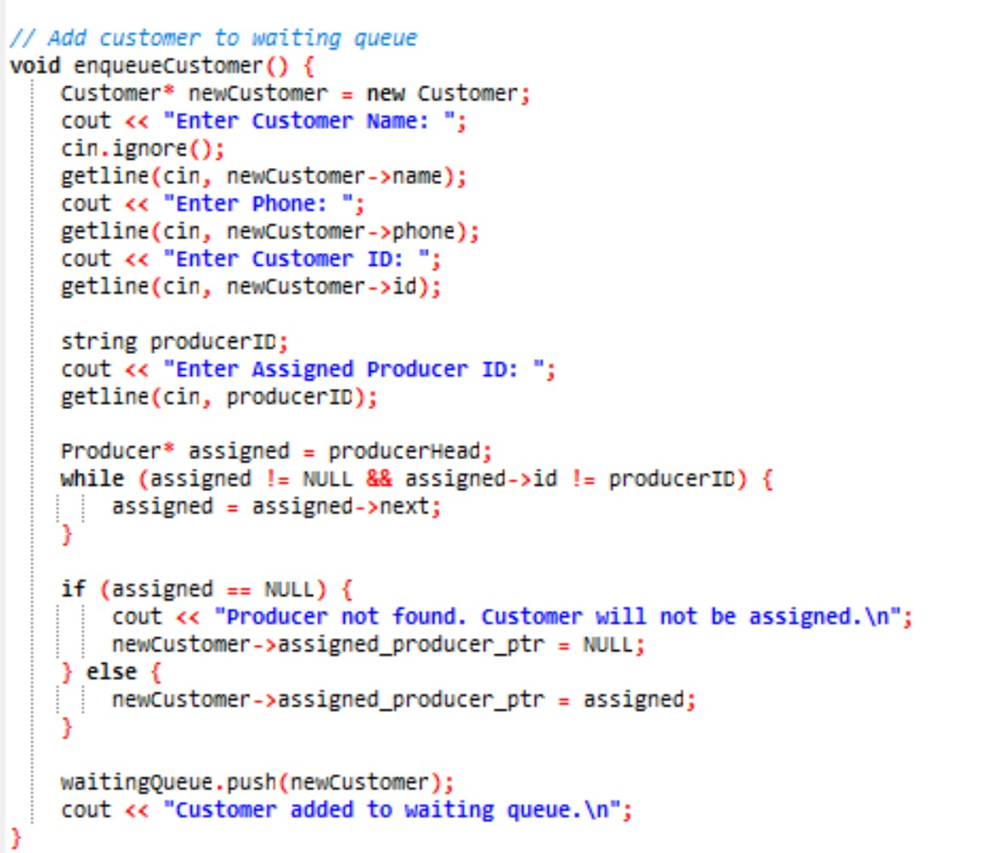 // Add customer to waiting queue
void enqueueCustomer() {
    Customer* newCustomer = new Customer;
    cout << "Enter Customer Name: ";
    cin.ignore();
    getline(cin, newCustomer->name);
    cout << "Enter Phone: ";
    getline(cin, newCustomer->phone);
    cout << "Enter Customer ID: ";
    getline(cin, newCustomer->id);

    string producerID;
    cout << "Enter Assigned Producer ID: ";
    getline(cin, producerID);

    Producer* assigned = producerHead;
    while (assigned != NULL && assigned->id != producerID) {
        assigned = assigned->next;
    }

    if (assigned == NULL) {
        cout << "Producer not found. Customer will not be assigned.\n";
        newCustomer->assigned_producer_ptr = NULL;
    } else {
        newCustomer->assigned_producer_ptr = assigned;
    }

    waitingQueue.push(newCustomer);
    cout << "Customer added to waiting queue.\n";
}